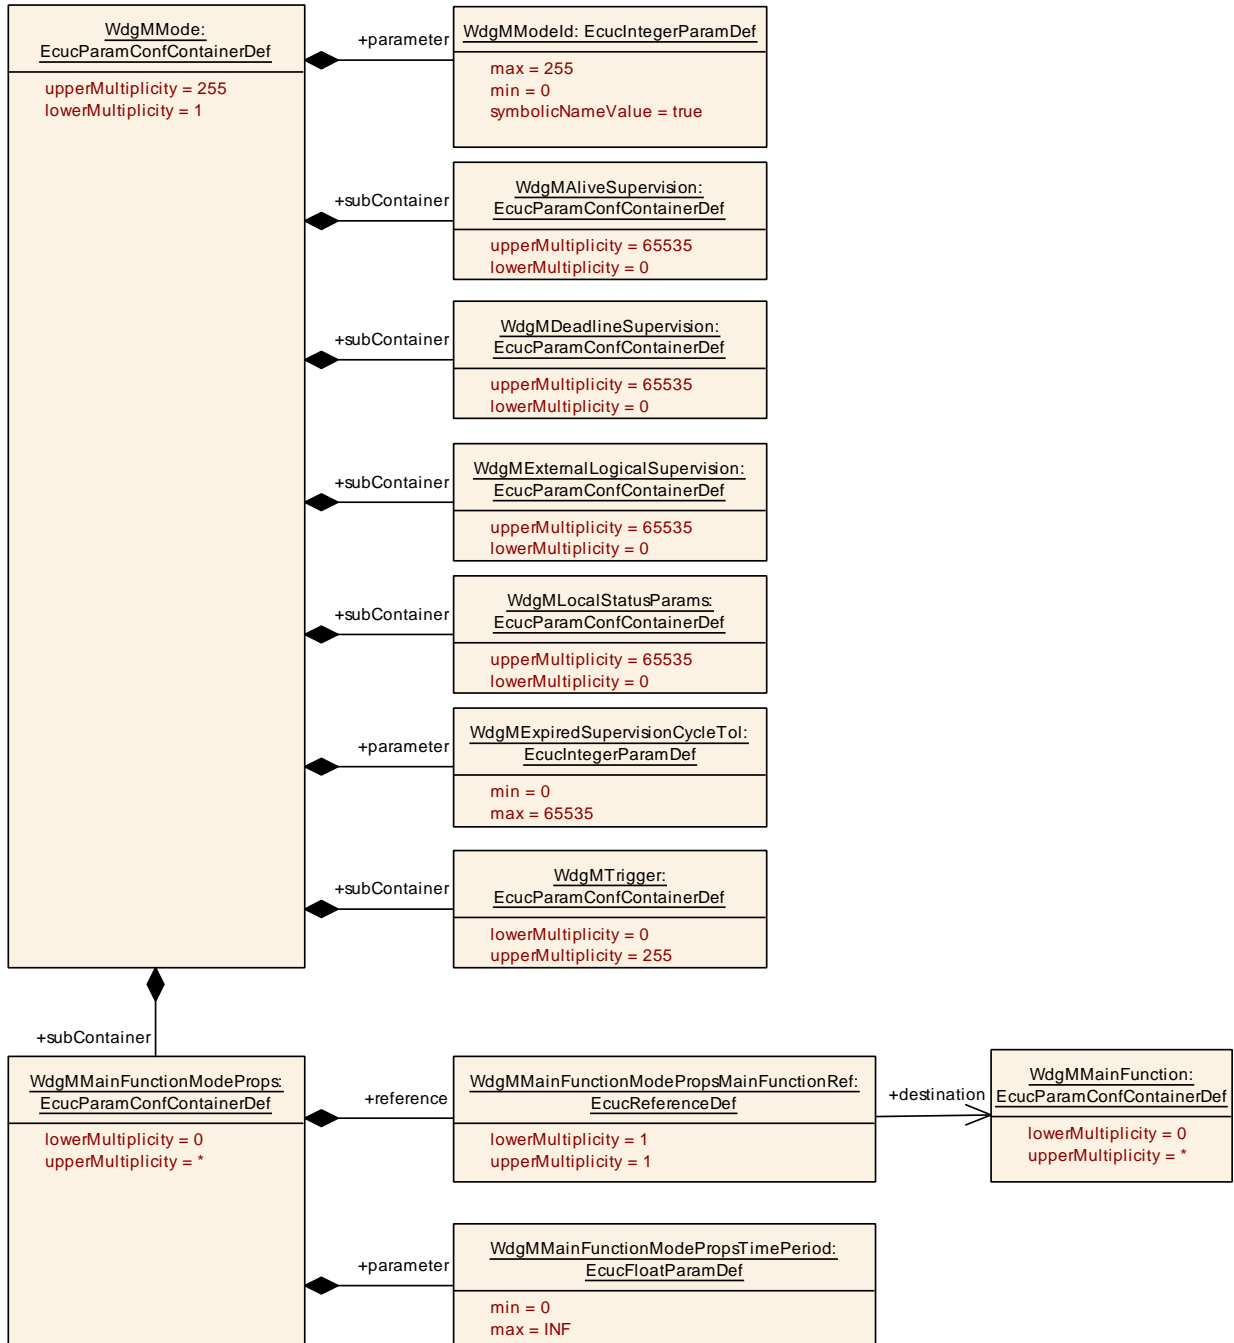 WdgMMode:
EcucParamConfContainerDef
upperMultiplicity = 255
lowerMultiplicity = 1
+parameter
WdgMModeId: EcucIntegerParamDef
max = 255
min = 0
symbolicNameValue = true
+subContainer
WdgMAliveSupervision:
EcucParamConfContainerDef
upperMultiplicity = 65535
lowerMultiplicity = 0
+subContainer
WdgMDeadlineSupervision:
EcucParamConfContainerDef
upperMultiplicity = 65535
lowerMultiplicity = 0
+subContainer
WdgMExternalLogicalSupervision:
EcucParamConfContainerDef
upperMultiplicity = 65535
lowerMultiplicity = 0
+subContainer
WdgMLocalStatusParams:
EcucParamConfContainerDef
upperMultiplicity = 65535
lowerMultiplicity = 0
+parameter
WdgMExpiredSupervisionCycleTol:
EcucIntegerParamDef
min = 0
max = 65535
+subContainer
WdgMTrigger:
EcucParamConfContainerDef
lowerMultiplicity = 0
upperMultiplicity = 255
+subContainer
WdgMMainFunctionModeProps:
EcucParamConfContainerDef
lowerMultiplicity = 0
upperMultiplicity = *
+reference
WdgMMainFunctionModePropsMainFunctionRef:
EcucReferenceDef
lowerMultiplicity = 1
upperMultiplicity = 1
+destination
WdgMMainFunction:
EcucParamConfContainerDef
lowerMultiplicity = 0
upperMultiplicity = *
+parameter
WdgMMainFunctionModePropsTimePeriod:
EcucFloatParamDef
min = 0
max = INF